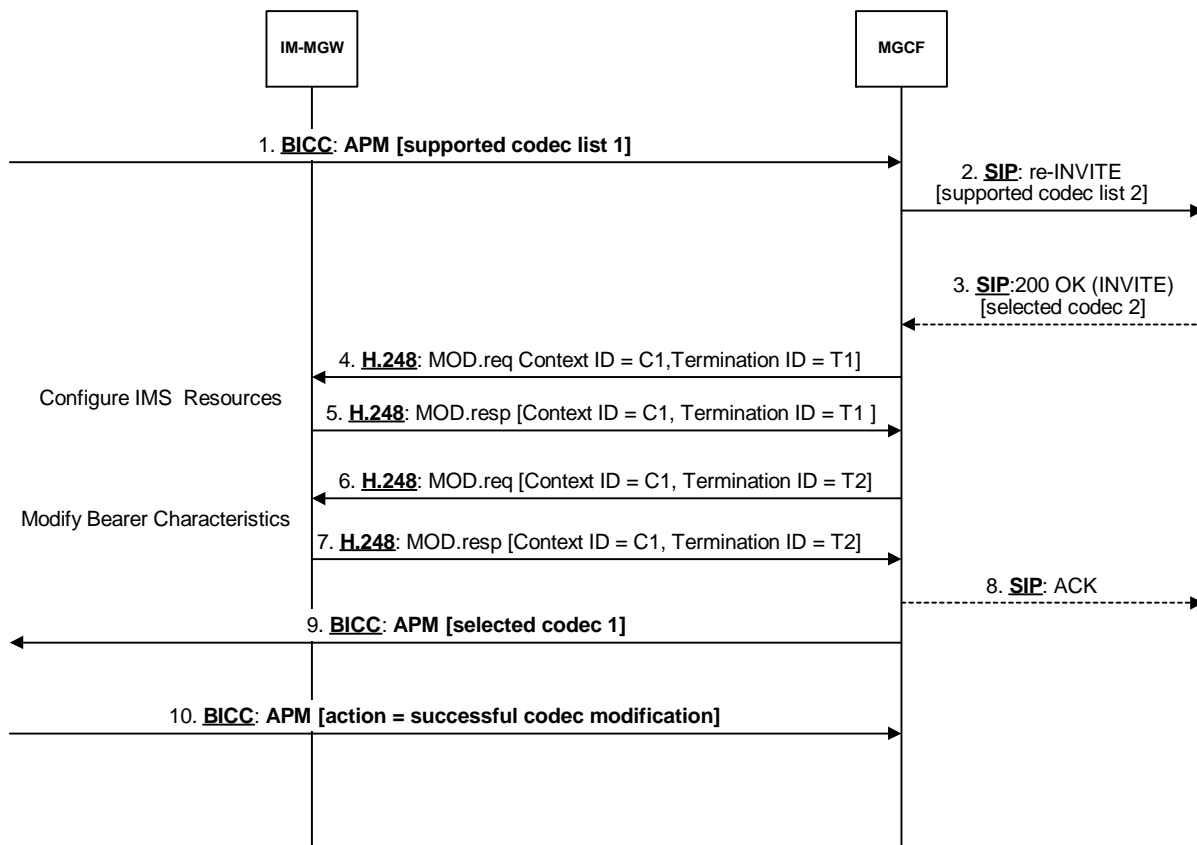 IM-MGW
MGCF
1. BICC: APM [supported codec list 1]
2. SIP: re-INVITE
[supported codec list 2]
3. SIP:200 OK (INVITE)
[selected codec 2]
4. H.248: MOD.req Context ID = C1,Termination ID = T1]
Configure IMS Resources
5. H.248: MOD.resp [Context ID = C1, Termination ID = T1 ]
6. H.248: MOD.req [Context ID = C1, Termination ID = T2]
Modify Bearer Characteristics
7. H.248: MOD.resp [Context ID = C1, Termination ID = T2]
8. SIP: ACK
9. BICC: APM [selected codec 1]
10. BICC: APM [action = successful codec modification]